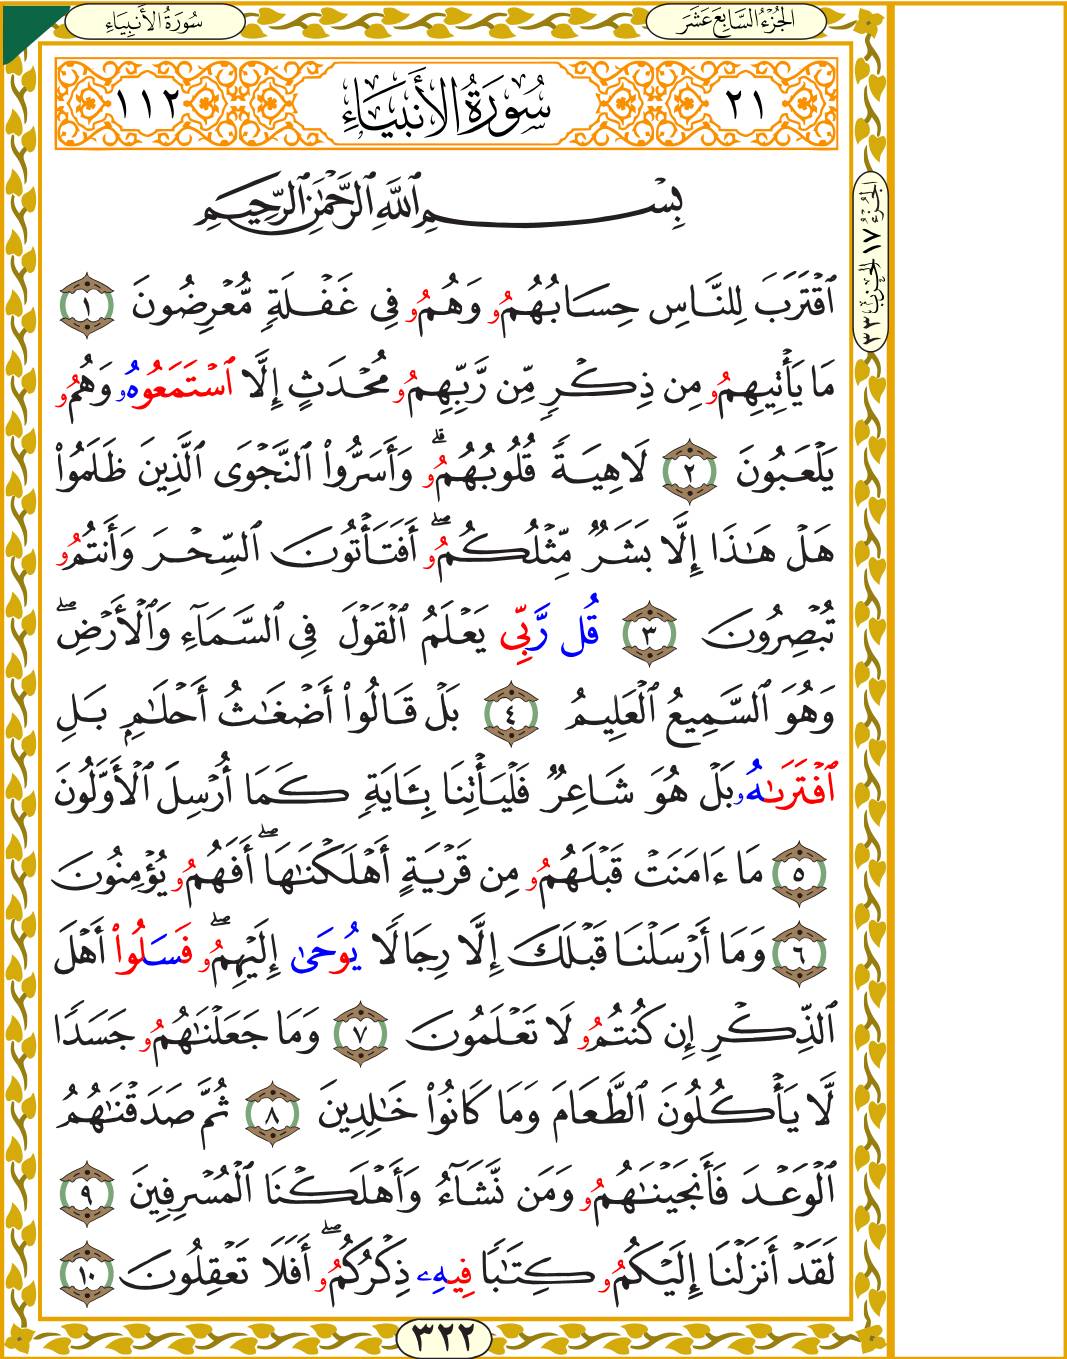 سُورَةُ الأَنبِيَاءِ
الجُزْءُ السَّابِعَ عَشَرَ
٢١ سُورَةُ الأَنبِيَاءِ ١١٢
بِسْمِ ٱللَّهِ ٱلرَّحْمَٰنِ ٱلرَّحِيمِ
الجُزْءُ ١٧ الحِزْبُ ٣٣
ٱقْتَرَبَ لِلنَّاسِ حِسَابُهُمُۥ وَهُمُۥ فِى غَفْلَةٍ مُّعْرِضُونَ ١
مَا يَأْتِيهِمُۥ مِن ذِكْرٍ مِّن رَّبِّهِمُۥ مُحْدَثٍ إِلَّا ٱسْتَمَعُوهُۥ وَهُمُۥ
يَلْعَبُونَ ٢ لَاهِيَةً قُلُوبُهُمُۥ ۗ وَأَسَرُّواْ ٱلنَّجْوَى ٱلَّذِينَ ظَلَمُواْ
هَلْ هَٰذَا إِلَّا بَشَرٌ مِّثْلُكُمُۥ ۖ أَفَتَأْتُونَ ٱلسِّحْرَ وَأَنتُمُۥ
تُبْصِرُونَ ٣ قُل رَّبِّى يَعْلَمُ ٱلْقَوْلَ فِى ٱلسَّمَآءِ وَٱلْأَرْضِ ۖ
وَهُوَ ٱلسَّمِيعُ ٱلْعَلِيمُ ٤ بَلْ قَالُواْ أَضْغَٰثُ أَحْلَٰمٍ بَلِ
ٱفْتَرَىٰهُۥ بَلْ هُوَ شَاعِرٌ فَلْيَأْتِنَا بِـَٔايَةٍ كَمَا أُرْسِلَ ٱلْأَوَّلُونَ
٥ مَا ءَامَنَتْ قَبْلَهُمُۥ مِن قَرْيَةٍ أَهْلَكْنَٰهَا ۖ أَفَهُمُۥ يُؤْمِنُونَ
٦ وَمَا أَرْسَلْنَا قَبْلَكَ إِلَّا رِجَالًا يُوحَىٰ إِلَيْهِمُۥ ۖ فَسَلُواْ أَهْلَ
ٱلذِّكْرِ إِن كُنتُمُۥ لَا تَعْلَمُونَ ٧ وَمَا جَعَلْنَٰهُمُۥ جَسَدًا
لَّا يَأْكُلُونَ ٱلطَّعَامَ وَمَا كَانُواْ خَٰلِدِينَ ٨ ثُمَّ صَدَقْنَٰهُمُ
ٱلْوَعْدَ فَأَنجَيْنَٰهُمُۥ وَمَن نَّشَآءُ وَأَهْلَكْنَا ٱلْمُسْرِفِينَ ٩
لَقَدْ أَنزَلْنَا إِلَيْكُمُۥ كِتَٰبًا فِيهِۦ ذِكْرُكُمُۥ ۖ أَفَلَا تَعْقِلُونَ ١٠
٣٢٢